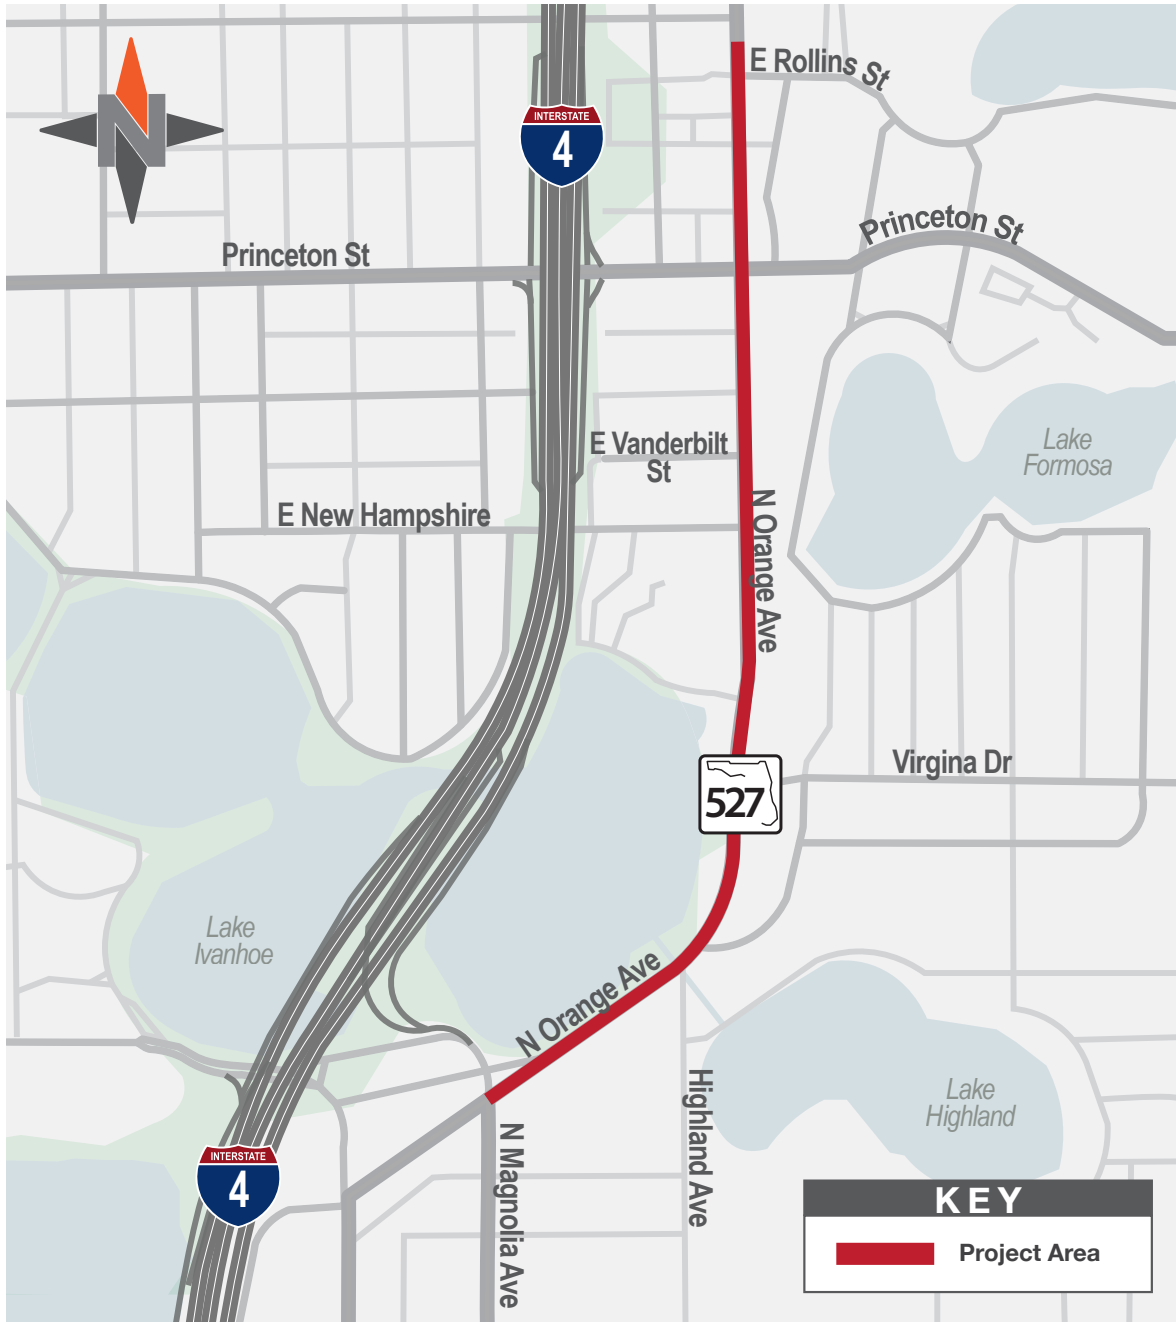 E Rollins St
N
INTERSTATE
4
Princeton St
Princeton St
E Vanderbilt
St
Lake
Formosa
E New Hampshire
N Orange Ave
Virgina Dr
527
Lake
Ivanhoe
N Orange Ave
Highland Ave
Lake
Highland
N Magnolia Ave
INTERSTATE
4
KEY
Project Area